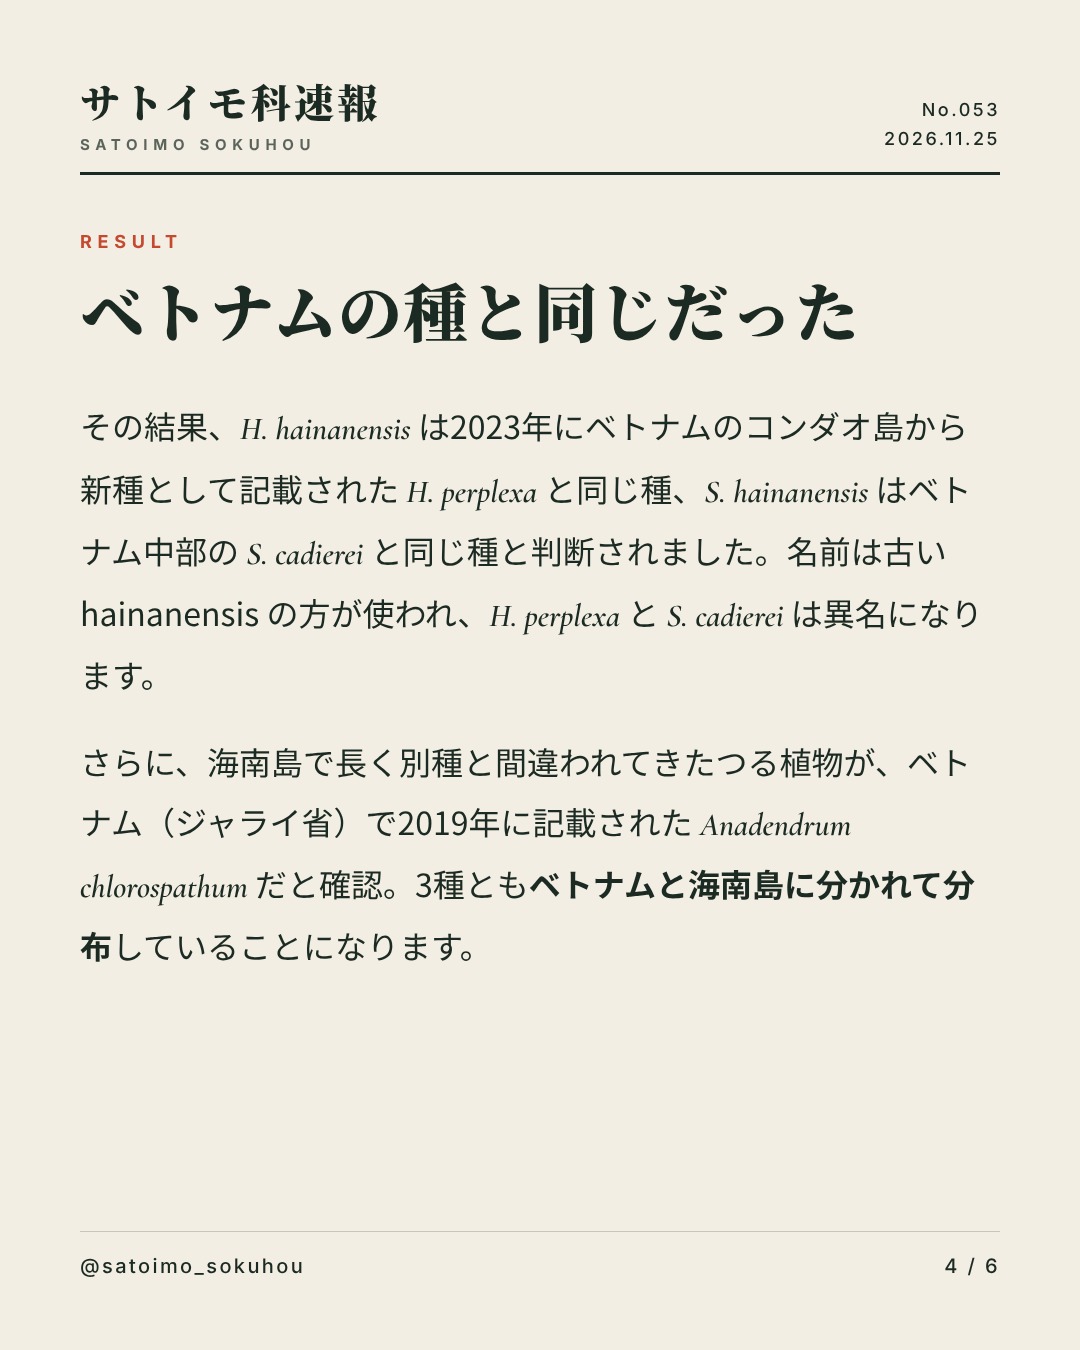 サトイモ科速報
SATOIMO SOKUHOU
No.053
2026.11.25
RESULT
ベトナムの種と同じだった
その結果、H. hainanensis は2023年にベトナムのコンダオ島から
新種として記載された H. perplexa と同じ種、S. hainanensis はベト
ナム中部の S. cadierei と同じ種と判断されました。名前は古い
hainanensis の方が使われ、H. perplexa と S. cadierei は異名になり
ます。
さらに、海南島で長く別種と間違われてきたつる植物が、ベト
ナム（ジャライ省）で2019年に記載された Anadendrum
chlorospathum だと確認。3種ともベトナムと海南島に分かれて分
布していることになります。
@satoimo_sokuhou
4 / 6